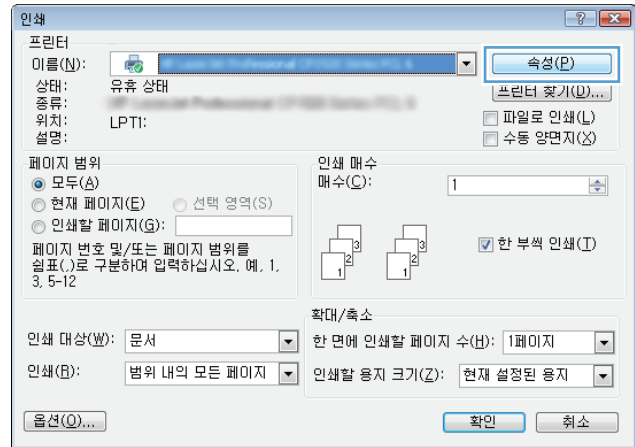 인쇄
프린터
이름(N):
속성(P)
상태: 유휴 상태
프린터 찾기(D)...
종류:
위치: LPT1:
파일로 인쇄(L)
설명:
수동 양면지(X)
페이지 범위
모두(A)
현재 페이지(E) 선택 영역(S)
인쇄할 페이지(G):
페이지 번호 및/또는 페이지 범위를
쉼표(,)로 구분하여 입력하십시오. 예, 1,
3, 5-12
인쇄 매수
매수(C): 1
1 2 3 1 2 3
한 부씩 인쇄(T)
인쇄 대상(W): 문서
인쇄(R): 범위 내의 모든 페이지
확대/축소
한 면에 인쇄할 페이지 수(H): 1페이지
인쇄할 용지 크기(Z): 현재 설정된 용지
옵션(O)...
확인 취소